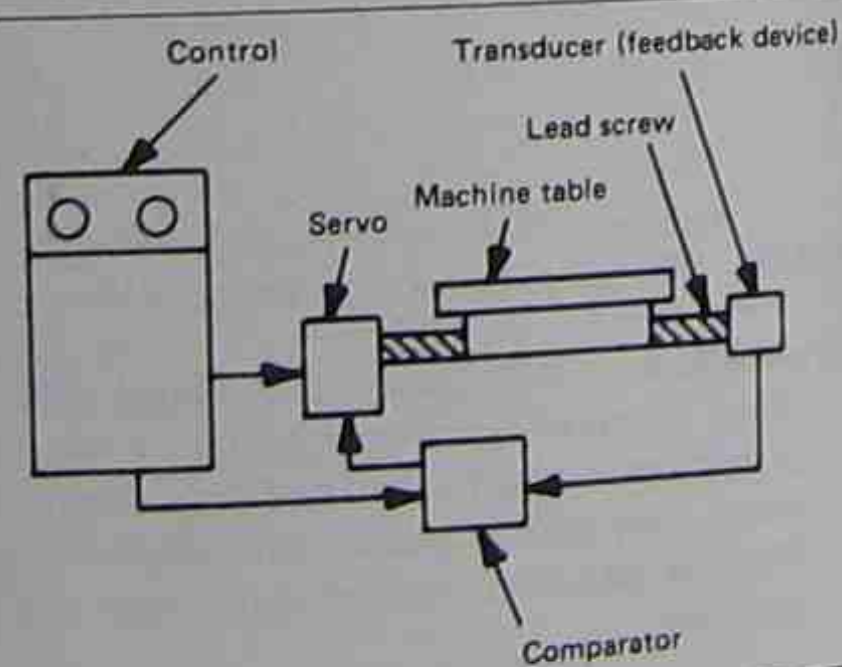 Control
Transducer (feedback device)
Lead screw
Machine table
Servo
Comparator